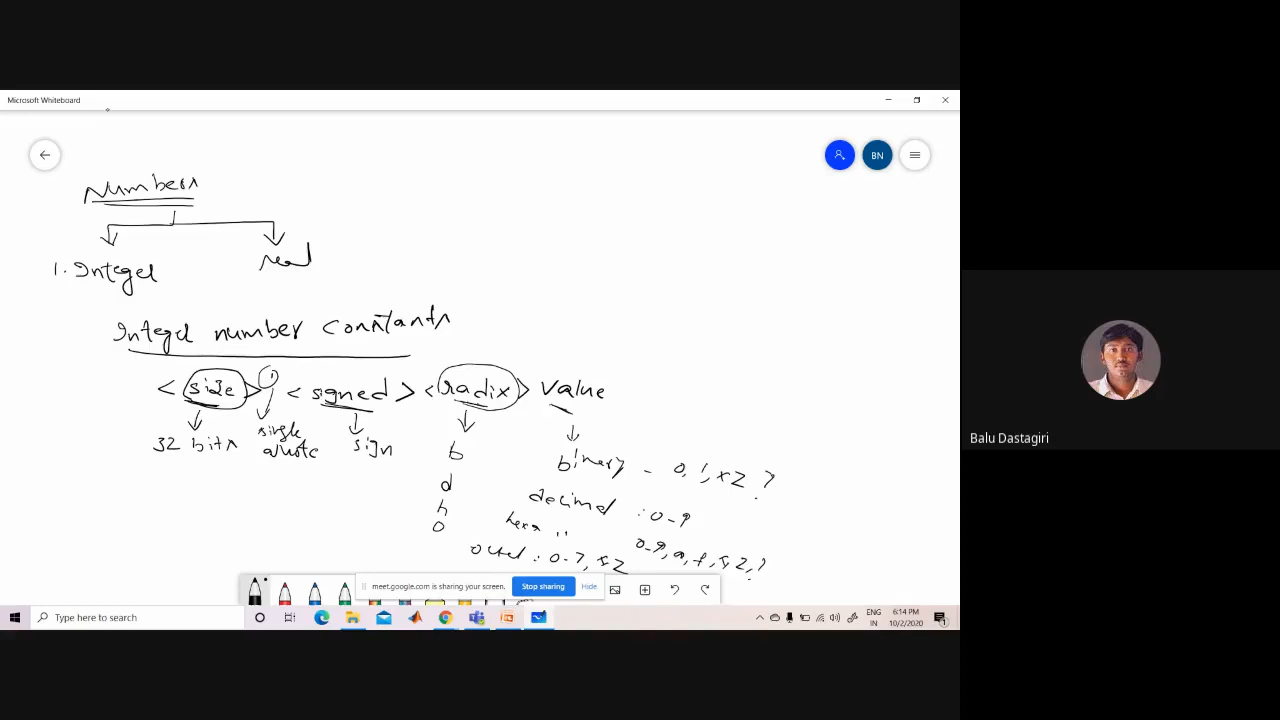 Microsoft Whiteboard
BN
Numbers
1. Integer real
Integer number constants
<size> ' <signed> <radix> value
32 bits single quote sign b binary - 0, 1, x Z ?
d decimal : 0-9
h hexa " 0-9, a, f, x, Z, ?
o octal : 0-7, x Z
meet.google.com is sharing your screen. Stop sharing Hide
Type here to search
ENG
IN
6:14 PM
10/2/2020
1
Balu Dastagiri